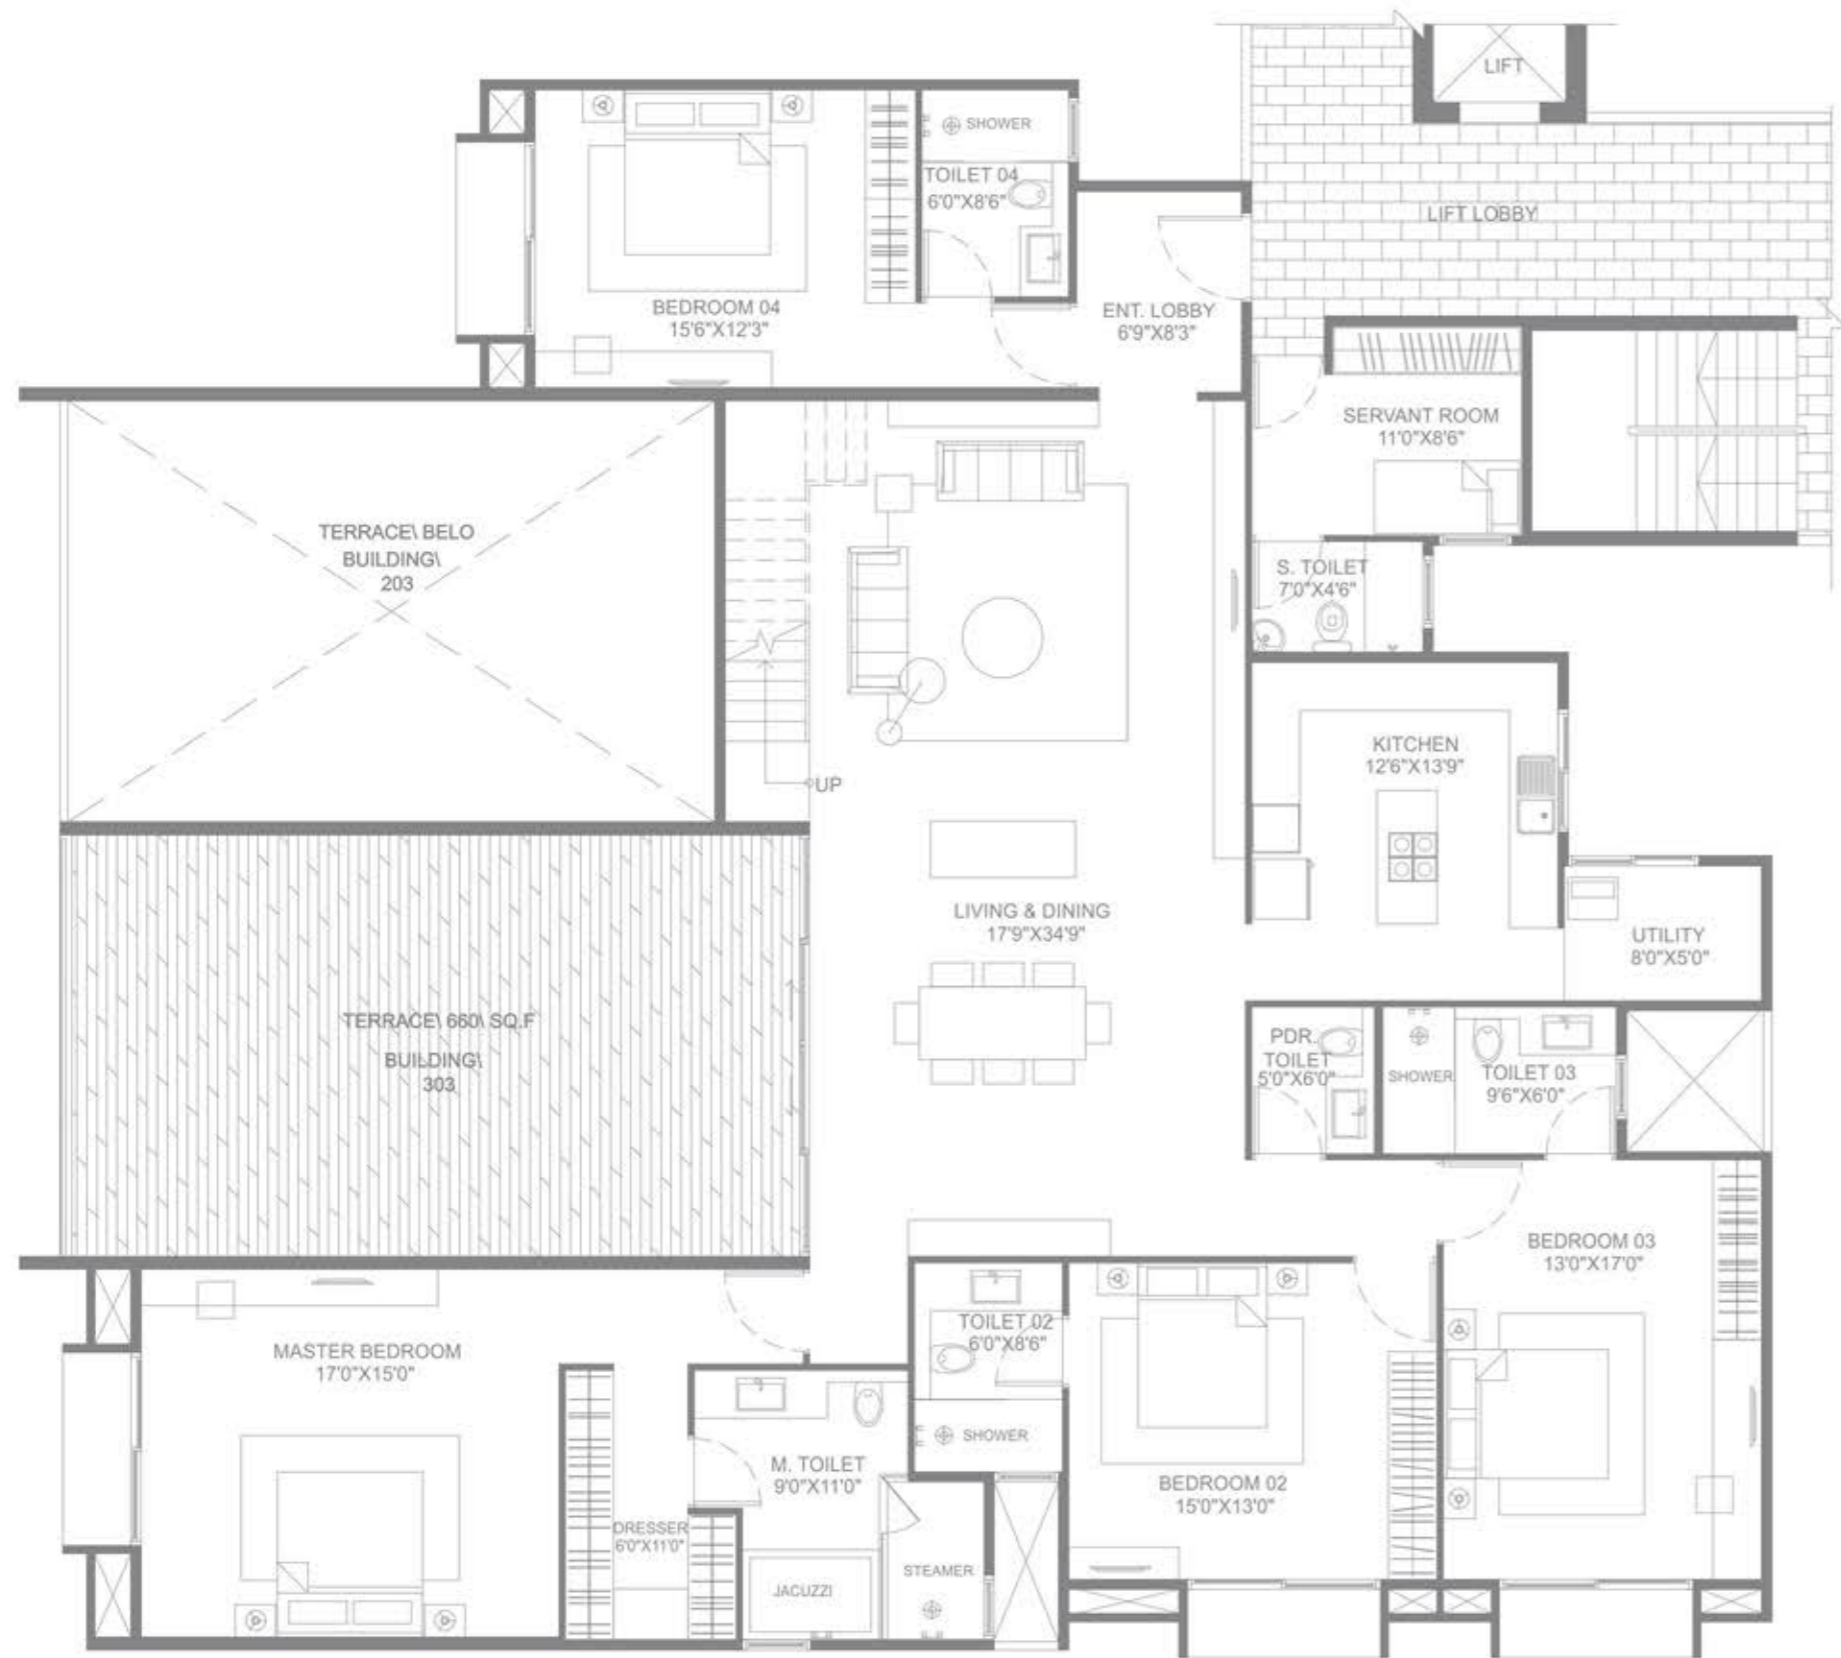 LIFT
SHOWER
TOILET 04
6'0"X8'6"
LIFT LOBBY
BEDROOM 04
15'6"X12'3"
ENT. LOBBY
6'9"X8'3"
SERVANT ROOM
11'0"X8'6"
TERRACE\ BELO
BUILDING\
203
S. TOILET
7'0"X4'6"
KITCHEN
12'6"X13'9"
UP
LIVING & DINING
17'9"X34'9"
UTILITY
8'0"X5'0"
TERRACE\ 660\ SQ.F
BUILDING\
303
PDR.
TOILET
5'0"X6'0"
SHOWER
TOILET 03
9'6"X6'0"
BEDROOM 03
13'0"X17'0"
MASTER BEDROOM
17'0"X15'0"
TOILET 02
6'0"X8'6"
SHOWER
M. TOILET
9'0"X11'0"
BEDROOM 02
15'0"X13'0"
DRESSER
6'0"X11'0"
JACUZZI
STEAMER